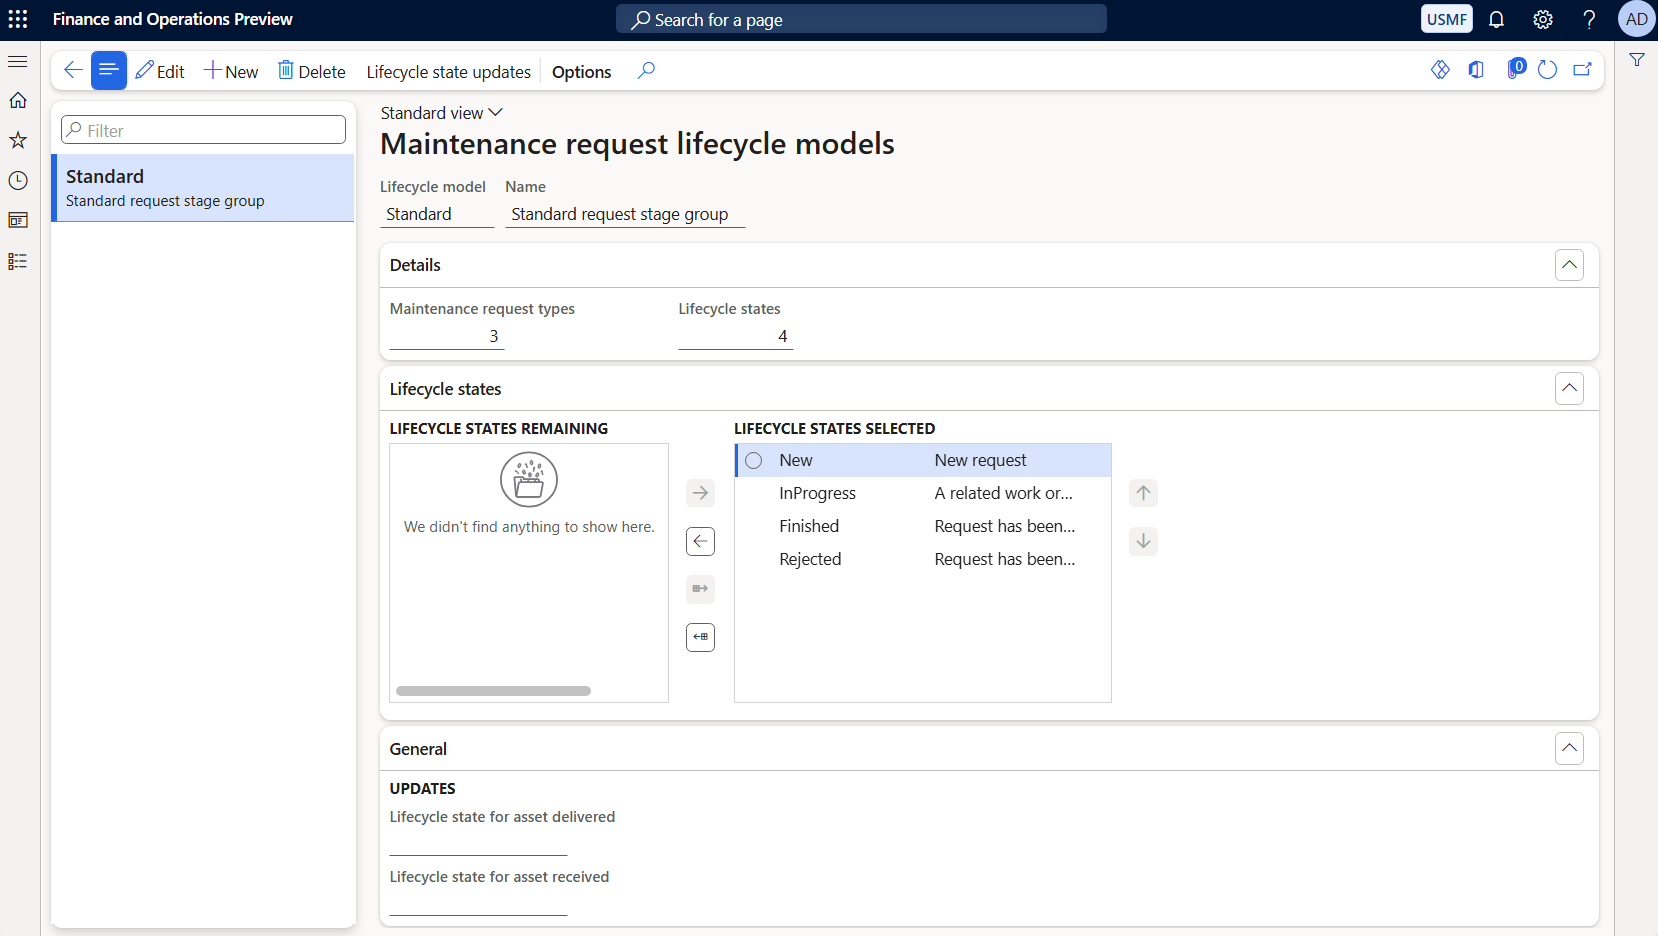 Finance and Operations Preview
Search for a page
USMF
?
AD
Edit
New
Delete
Lifecycle state updates
Options
0
Filter
Standard
Standard request stage group
Standard view
Maintenance request lifecycle models
Lifecycle model
Name
Standard
Standard request stage group
Details
Maintenance request types
Lifecycle states
3
4
Lifecycle states
LIFECYCLE STATES REMAINING
LIFECYCLE STATES SELECTED
We didn't find anything to show here.
New
New request
InProgress
A related work or...
Finished
Request has been...
Rejected
Request has been...
General
UPDATES
Lifecycle state for asset delivered
Lifecycle state for asset received